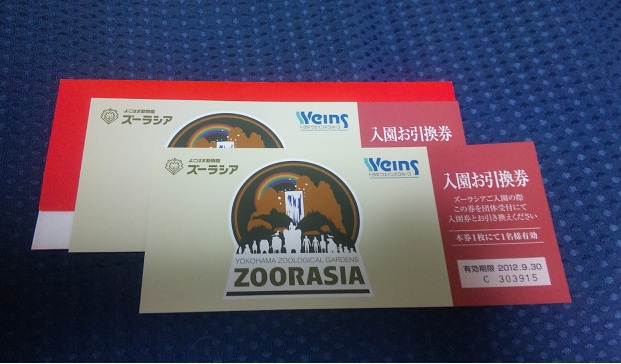 よこはま動物園
ズーラシア
Weins
入園お引換券
よこはま動物園
ズーラシア
Weins
YOKOHAMA ZOOLOGICAL GARDENS
ZOORASIA
入園お引換券
ズーラシアご入園の際
この券を団体受付にて
入園券とお引き換えください
本券1枚にて1名様有効
有効期限 2012.9.30
C 303915